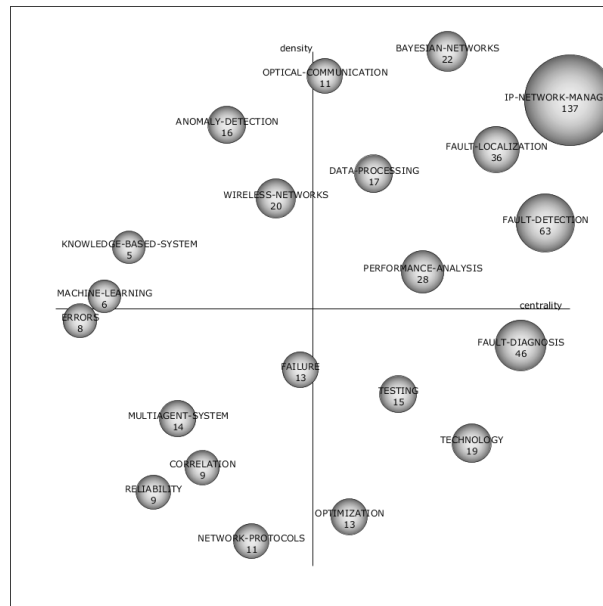 density
BAYESIAN-NETWORKS
22
OPTICAL-COMMUNICATION
11
IP-NETWORK-MANAG
137
ANOMALY-DETECTION
16
FAULT-LOCALIZATION
36
DATA-PROCESSING
17
WIRELESS-NETWORKS
20
FAULT-DETECTION
63
KNOWLEDGE-BASED-SYSTEM
5
PERFORMANCE-ANALYSIS
28
MACHINE-LEARNING
6
centrality
ERRORS
8
FAULT-DIAGNOSIS
46
FAILURE
13
TESTING
15
MULTIAGENT-SYSTEM
14
TECHNOLOGY
19
CORRELATION
9
RELIABILITY
9
OPTIMIZATION
13
NETWORK-PROTOCOLS
11